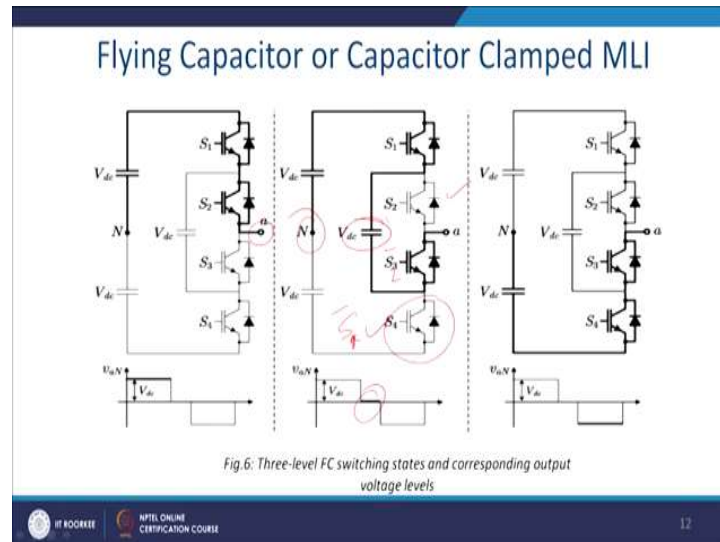 Flying Capacitor or Capacitor Clamped MLI
S1
S2
S3
S4
Vdc
N
Vdc
Vdc
a
vaN
Vdc
S1
S2
S3
S4
Vdc
N
Vdc
Vdc
a
vaN
Vdc
S1
S2
S3
S4
Vdc
N
Vdc
Vdc
a
vaN
Vdc
Fig.6: Three-level FC switching states and corresponding output
voltage levels
IIT ROORKEE
NPTEL ONLINE
CERTIFICATION COURSE
12